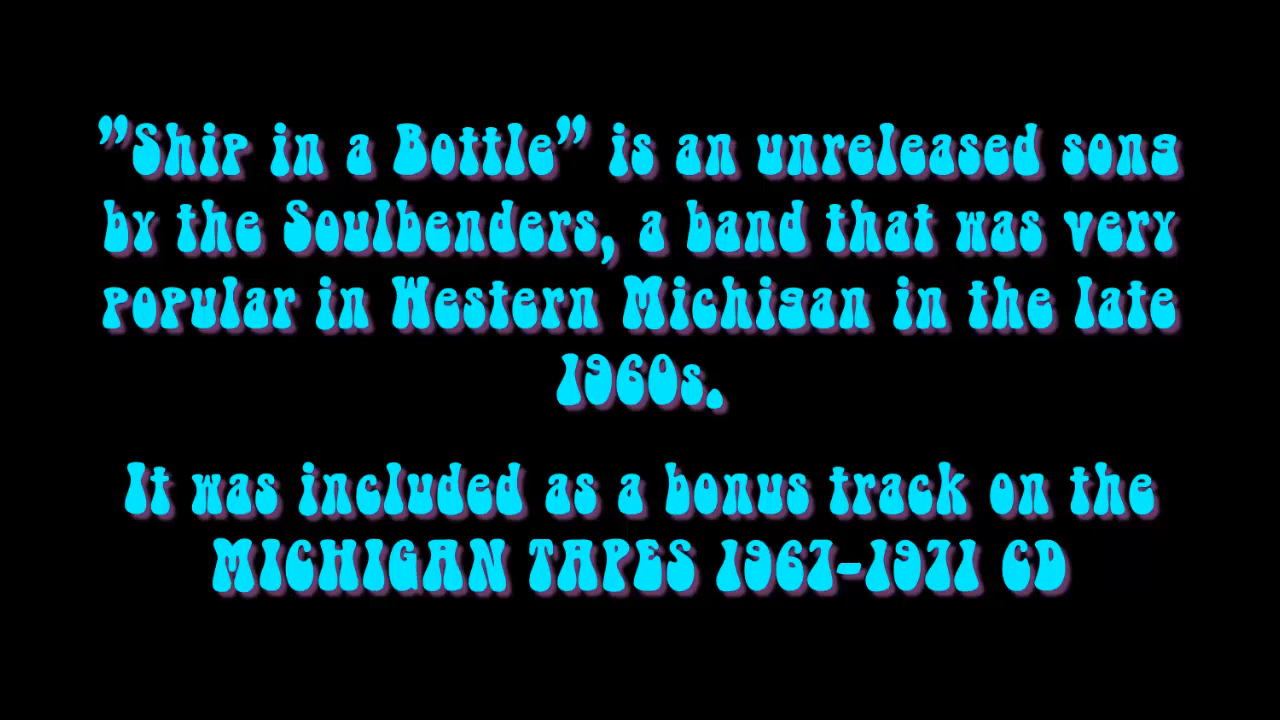 ”Ship in a Bottle” is an unreleased song
by the Soulbenders, a band that was very
popular in Western Michigan in the late
1960s.
It was included as a bonus track on the
MICHIGAN TAPES 1967-1971 CD